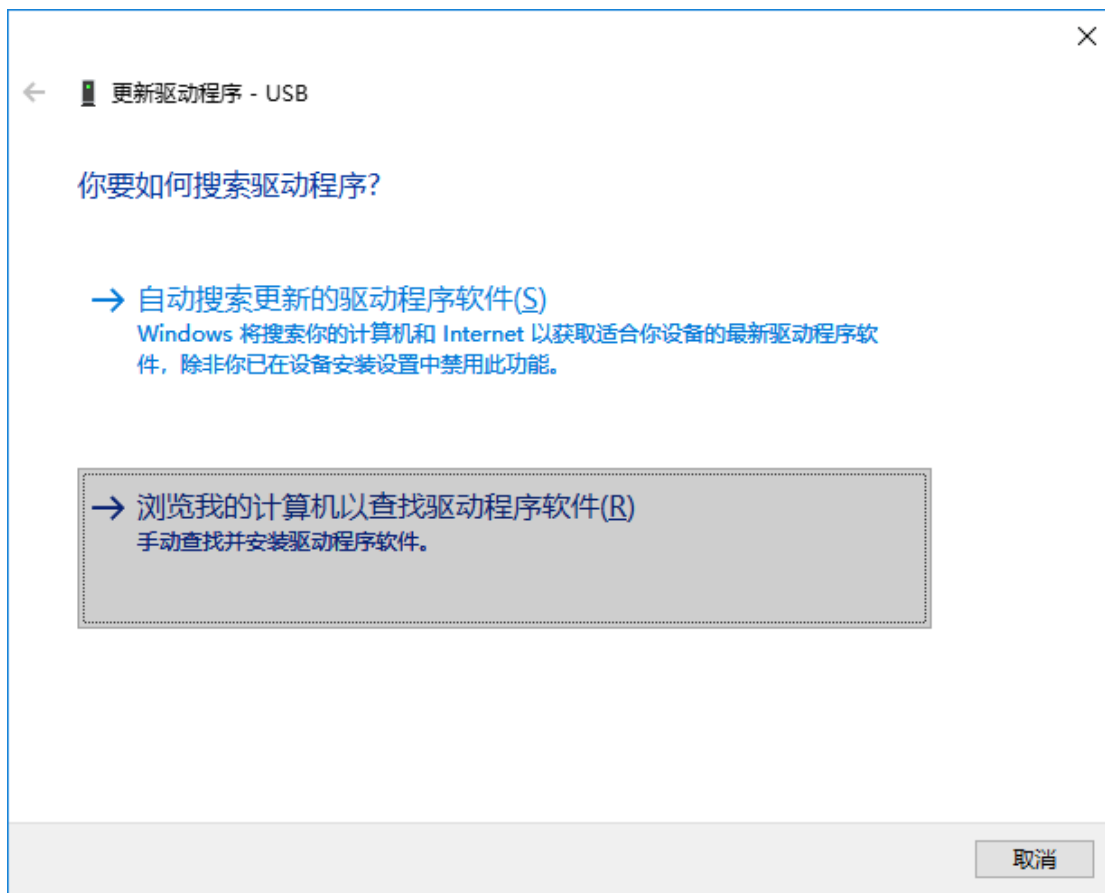 更新驱动程序 - USB
你要如何搜索驱动程序?
自动搜索更新的驱动程序软件(S)
Windows 将搜索你的计算机和 Internet 以获取适合你设备的最新驱动程序软
件，除非你已在设备安装设置中禁用此功能。
浏览我的计算机以查找驱动程序软件(R)
手动查找并安装驱动程序软件。
取消